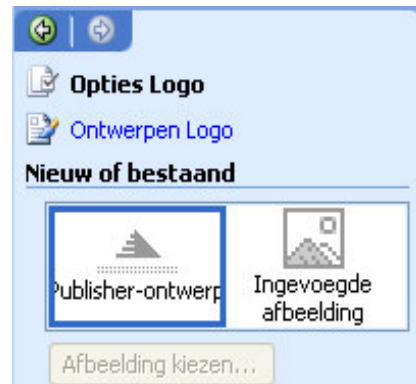 Opties Logo
Ontwerpen Logo
Nieuw of bestaand
Publisher-ontwerp
Ingevoegde
afbeelding
Afbeelding kiezen...